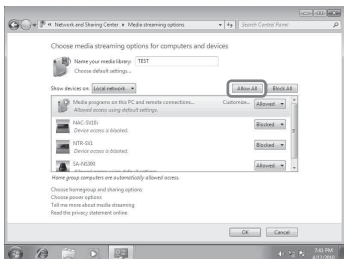 « Network and Sharing Center ▸ Media streaming options
Search Control Panel
Choose media streaming options for computers and devices
Name your media library: TEST
Choose default settings...
Show devices on: Local network
Allow All
Block All
Media programs on this PC and remote connections...
Customize...
Allowed
Allowed access using default settings.
NAC-SV10i
Blocked
Device access is blocked.
NTR-SX1
Blocked
Device access is blocked.
SA-NS300
Allowed
Home group computers are automatically allowed access.
Choose homegroup and sharing options
Choose power options
Tell me more about media streaming
Read the privacy statement online
OK
Cancel
7:41 PM